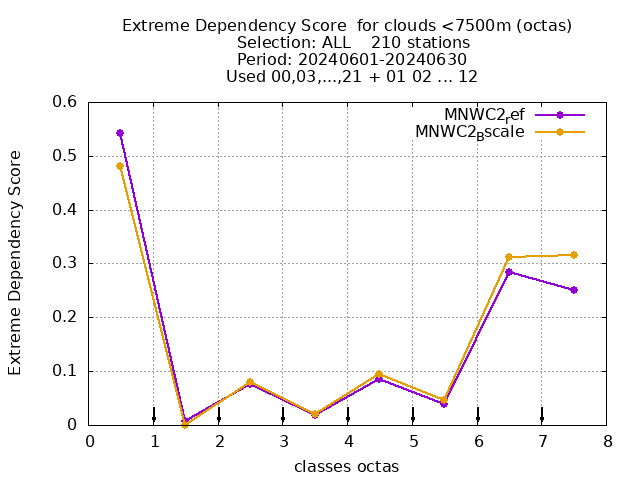 Extreme Dependency Score  for clouds <7500m (octas)
Selection: ALL    210 stations
Period: 20240601-20240630
Used 00,03,...,21 + 01 02 ... 12
MNWC2ref
MNWC2Bscale
Extreme Dependency Score
0.6
0.5
0.4
0.3
0.2
0.1
0
0 1 2 3 4 5 6 7 8
classes octas